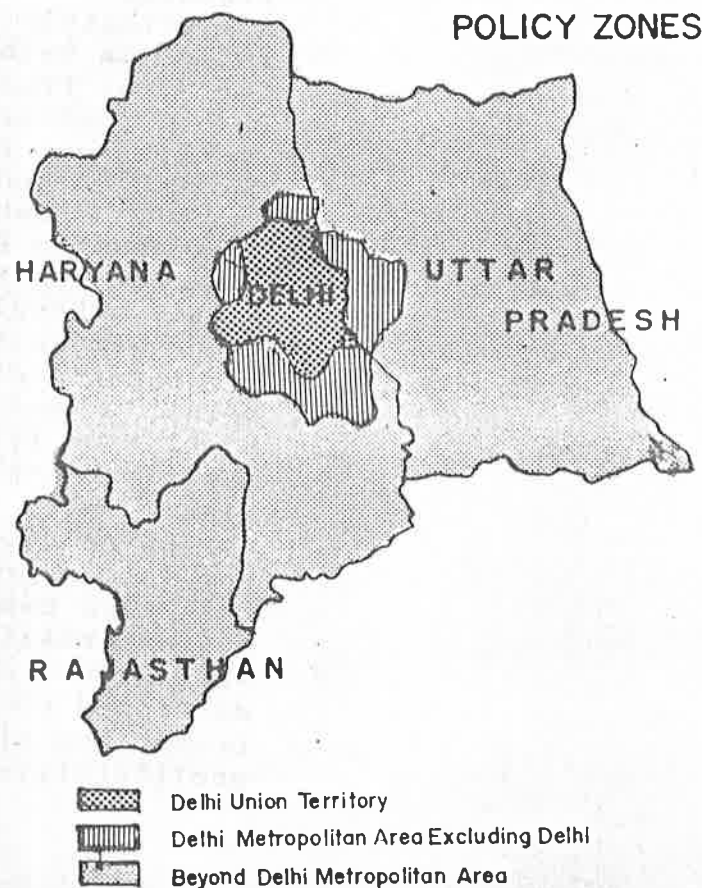 POLICY ZONES
HARYANA
DELHI
UTTAR
PRADESH
RAJASTHAN
Delhi Union Territory
Delhi Metropolitan Area Excluding Delhi
Beyond Delhi Metropolitan Area